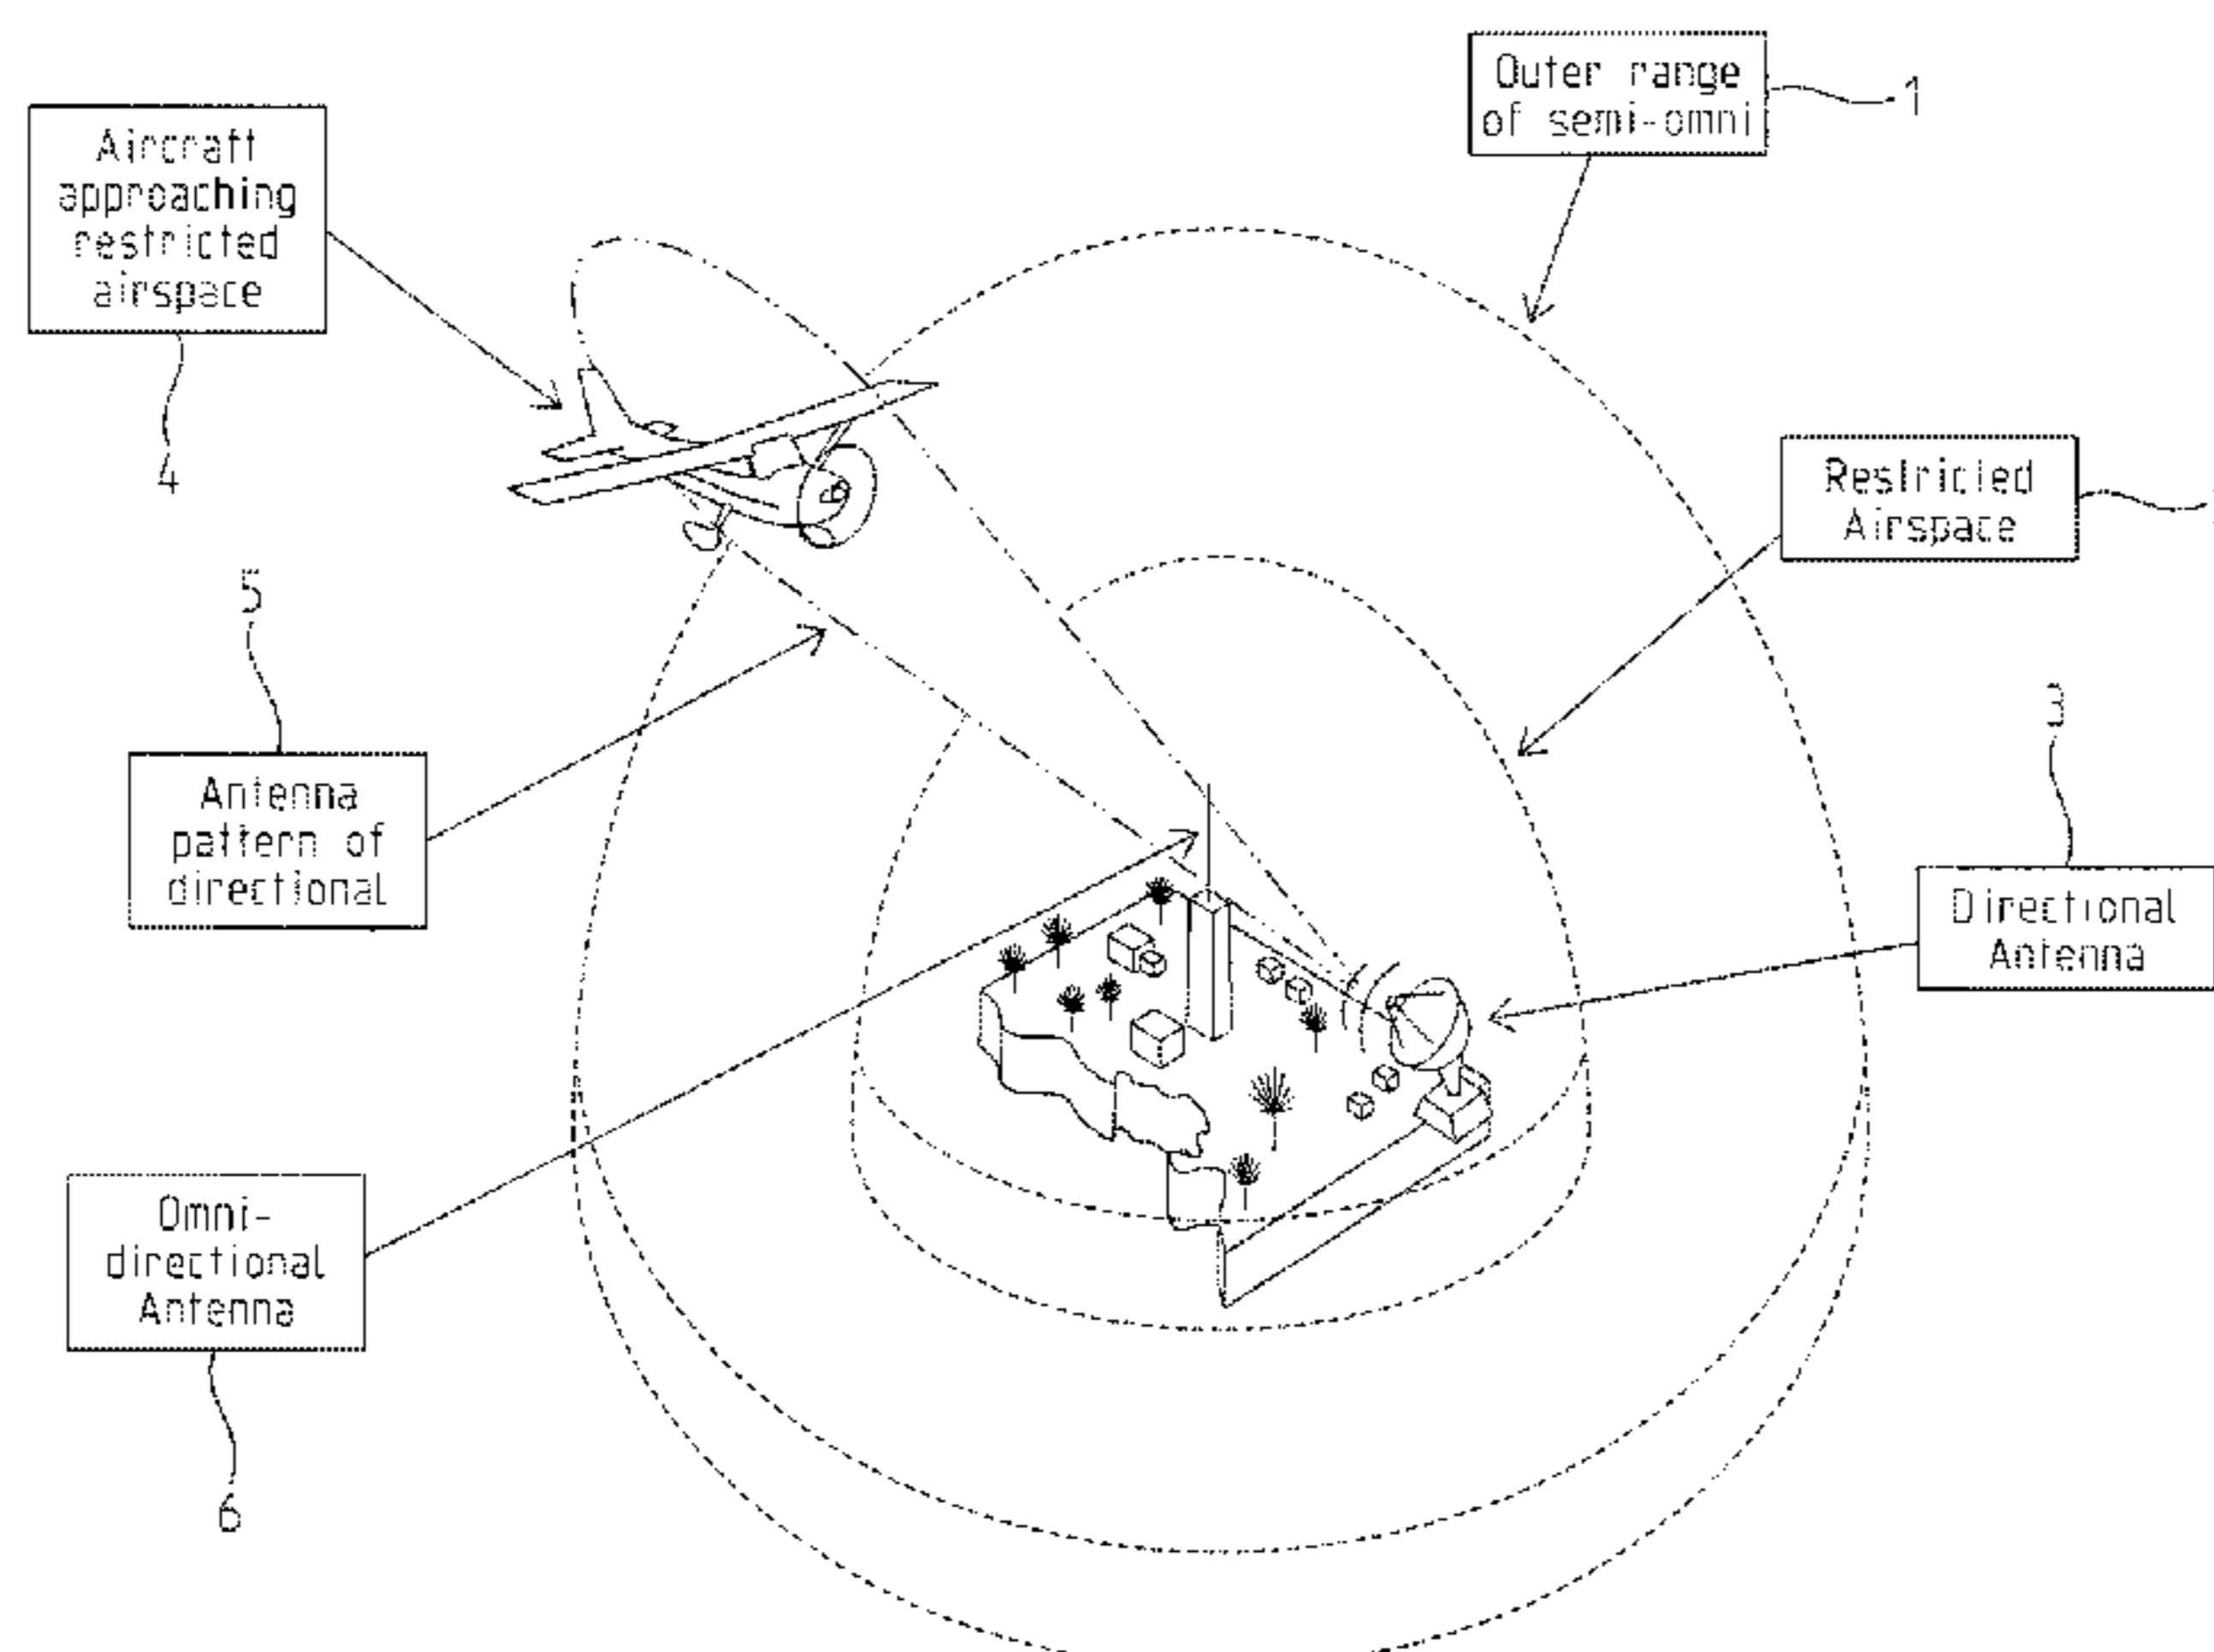 Outer range
of semi-omni
1
Aircraft
approaching
restricted
airspace
4
Restricted
Airspace
5
Antenna
pattern of
directional
3
Directional
Antenna
Omni-
directional
Antenna
6